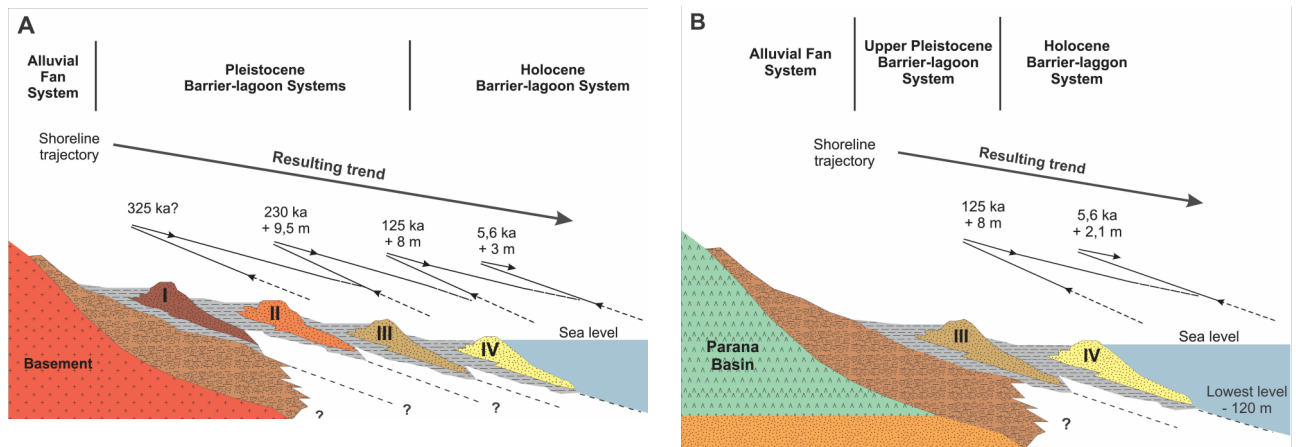 A
Alluvial
Fan
System
Pleistocene
Barrier-lagoon Systems
Holocene
Barrier-lagoon System
Shoreline
trajectory
Resulting trend
325 ka?
230 ka
+ 9,5 m
125 ka
+ 8 m
5,6 ka
+ 3 m
I
II
III
IV
Sea level
Basement
?
?
?
B
Alluvial Fan
System
Upper Pleistocene
Barrier-lagoon
System
Holocene
Barrier-laggon
System
Shoreline
trajectory
Resulting trend
125 ka
+ 8 m
5,6 ka
+ 2,1 m
III
IV
Sea level
Parana
Basin
Lowest level
- 120 m
?